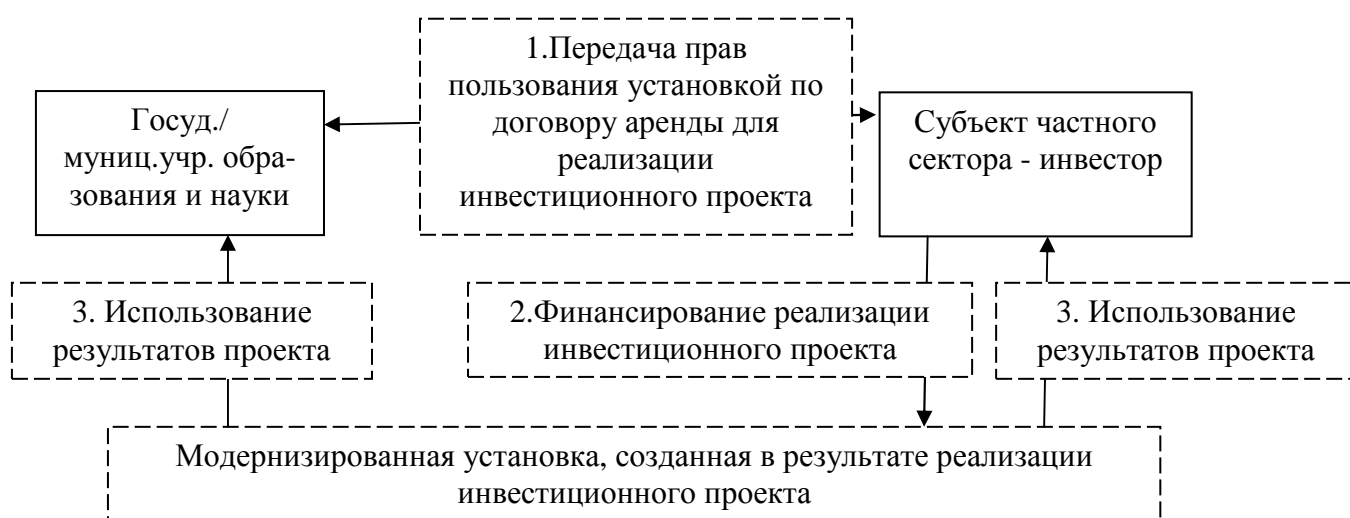 1.Передача прав
пользования установкой по
договору аренды для
реализации
инвестиционного проекта
Госуд./
муниц.учр. обра-
зования и науки
Субъект частного
сектора - инвестор
3. Использование
результатов проекта
2.Финансирование реализации
инвестиционного проекта
3. Использование
результатов проекта
Модернизированная установка, созданная в результате реализации
инвестиционного проекта